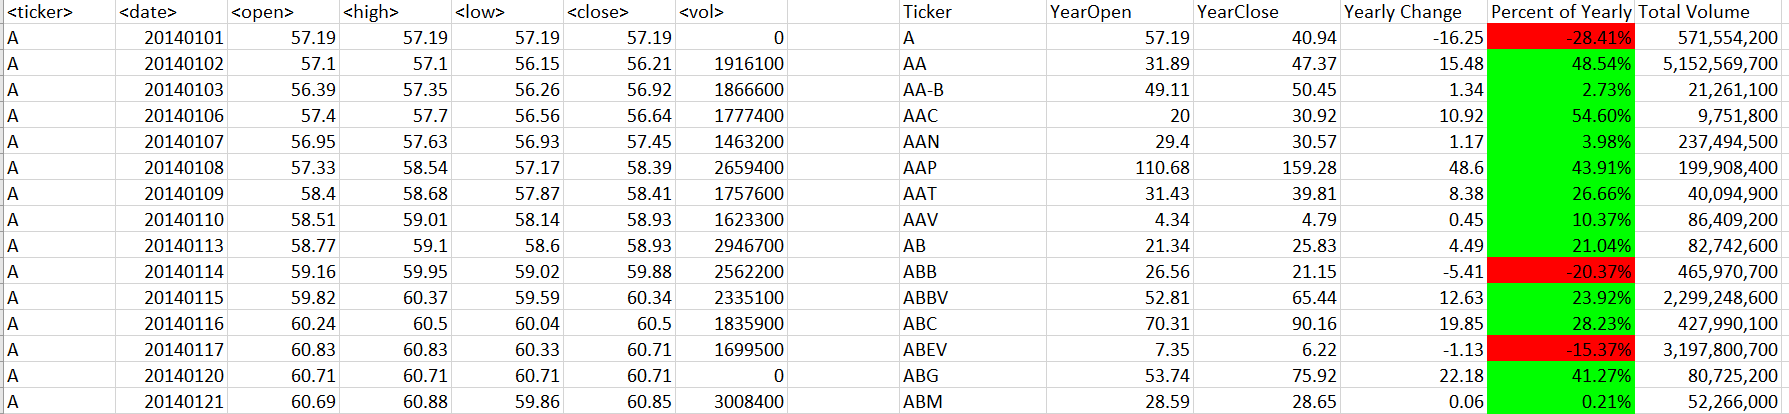 <ticker> <date> <open> <high> <low> <close> <vol> Ticker YearOpen YearClose Yearly Change Percent of Yearly Total Volume
A 20140101 57.19 57.19 57.19 57.19 0 A 57.19 40.94 -16.25 -28.41% 571,554,200
A 20140102 57.1 57.1 56.15 56.21 1916100 AA 31.89 47.37 15.48 48.54% 5,152,569,700
A 20140103 56.39 57.35 56.26 56.92 1866600 AA-B 49.11 50.45 1.34 2.73% 21,261,100
A 20140106 57.4 57.7 56.56 56.64 1777400 AAC 20 30.92 10.92 54.60% 9,751,800
A 20140107 56.95 57.63 56.93 57.45 1463200 AAN 29.4 30.57 1.17 3.98% 237,494,500
A 20140108 57.33 58.54 57.17 58.39 2659400 AAP 110.68 159.28 48.6 43.91% 199,908,400
A 20140109 58.4 58.68 57.87 58.41 1757600 AAT 31.43 39.81 8.38 26.66% 40,094,900
A 20140110 58.51 59.01 58.14 58.93 1623300 AAV 4.34 4.79 0.45 10.37% 86,409,200
A 20140113 58.77 59.1 58.6 58.93 2946700 AB 21.34 25.83 4.49 21.04% 82,742,600
A 20140114 59.16 59.95 59.02 59.88 2562200 ABB 26.56 21.15 -5.41 -20.37% 465,970,700
A 20140115 59.82 60.37 59.59 60.34 2335100 ABBV 52.81 65.44 12.63 23.92% 2,299,248,600
A 20140116 60.24 60.5 60.04 60.5 1835900 ABC 70.31 90.16 19.85 28.23% 427,990,100
A 20140117 60.83 60.83 60.33 60.71 1699500 ABEV 7.35 6.22 -1.13 -15.37% 3,197,800,700
A 20140120 60.71 60.71 60.71 60.71 0 ABG 53.74 75.92 22.18 41.27% 80,725,200
A 20140121 60.69 60.88 59.86 60.85 3008400 ABM 28.59 28.65 0.06 0.21% 52,266,000